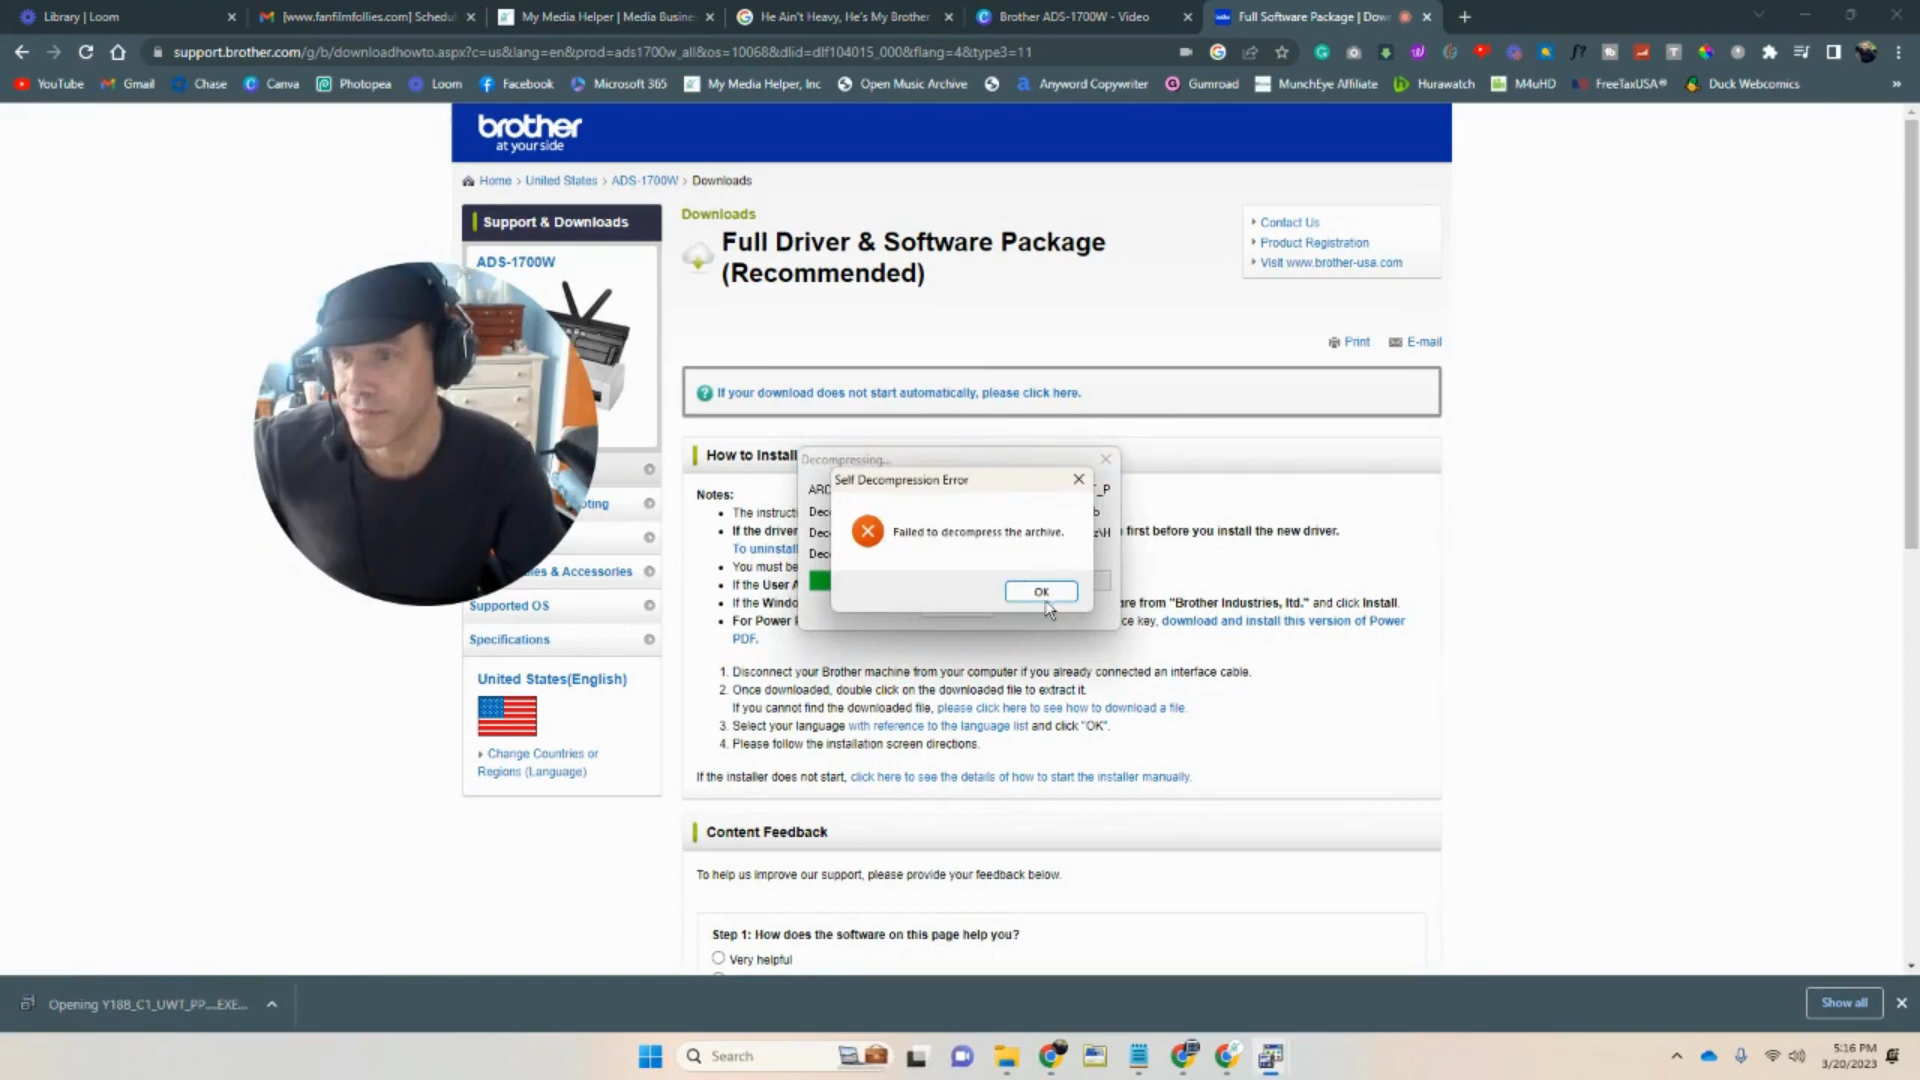 Library | Loom
[www.fanfilmfollies.com] Schedu
My Media Helper | Media Busine
He Ain't Heavy, He's My Brother
Brother ADS-1700W - Video
Full Software Package | Dow
support.brother.com/g/b/downloadhowto.aspx?c=us&lang=en&prod=ads1700w_all&os=10068&dlid=dlf104015_000&flang=4&type3=11
YouTube
Gmail
Chase
Canva
Photopea
Loom
Facebook
Microsoft 365
My Media Helper, Inc
Open Music Archive
Anyword Copywriter
Gumroad
MunchEye Affiliate
Hurawatch
M4uHD
FreeTaxUSA®
Duck Webcomics
»
brother
at your side
Home > United States > ADS-1700W > Downloads
Support & Downloads
ADS-1700W
oting
les & Accessories
Supported OS
Specifications
United States(English)
Change Countries or
Regions (Language)
Downloads
Full Driver & Software Package
(Recommended)
Contact Us
Product Registration
Visit www.brother-usa.com
Print
E-mail
If your download does not start automatically, please click here.
How to Install
Decompressing...
Self Decompression Error
Failed to decompress the archive.
OK
ARC
T_P
Dec
b
Dec
z\H
Dec
Notes:
The instructi
If the driver
first before you install the new driver.
To uninstall
You must be
If the User A
If the Windo
are from "Brother Industries, ltd." and click Install.
For Power P
ce key, download and install this version of Power
PDF.
1. Disconnect your Brother machine from your computer if you already connected an interface cable.
2. Once downloaded, double click on the downloaded file to extract it.
If you cannot find the downloaded file, please click here to see how to download a file.
3. Select your language with reference to the language list and click "OK".
4. Please follow the installation screen directions.
If the installer does not start, click here to see the details of how to start the installer manually.
Content Feedback
To help us improve our support, please provide your feedback below.
Step 1: How does the software on this page help you?
Very helpful
Opening Y18B_C1_UWT_PP....EXE...
Show all
Search
5:16 PM
3/20/2023